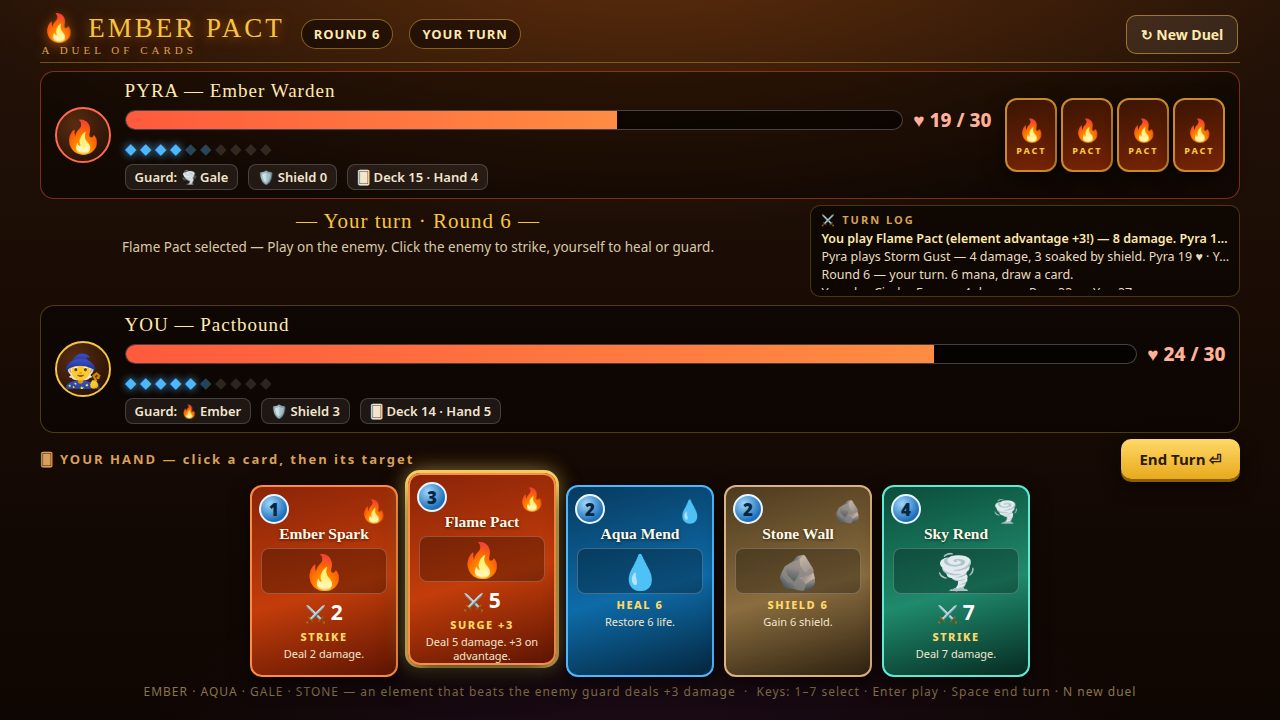 EMBER PACT
A DUEL OF CARDS
ROUND 6
YOUR TURN
↻ New Duel
PYRA — Ember Warden
♥ 19 / 30
Guard: Gale
Shield 0
Deck 15 · Hand 4
PACT
PACT
PACT
PACT
— Your turn · Round 6 —
Flame Pact selected — Play on the enemy. Click the enemy to strike, yourself to heal or guard.
TURN LOG
You play Flame Pact (element advantage +3!) — 8 damage. Pyra 1…
Pyra plays Storm Gust — 4 damage, 3 soaked by shield. Pyra 19 ♥ · Y…
Round 6 — your turn. 6 mana, draw a card.
YOU — Pactbound
♥ 24 / 30
Guard: Ember
Shield 3
Deck 14 · Hand 5
YOUR HAND — click a card, then its target
End Turn ⏎
1
Ember Spark
2
STRIKE
Deal 2 damage.
3
Flame Pact
5
SURGE +3
Deal 5 damage. +3 on
advantage.
2
Aqua Mend
HEAL 6
Restore 6 life.
2
Stone Wall
SHIELD 6
Gain 6 shield.
4
Sky Rend
7
STRIKE
Deal 7 damage.
EMBER · AQUA · GALE · STONE — an element that beats the enemy guard deals +3 damage · Keys: 1–7 select · Enter play · Space end turn · N new duel